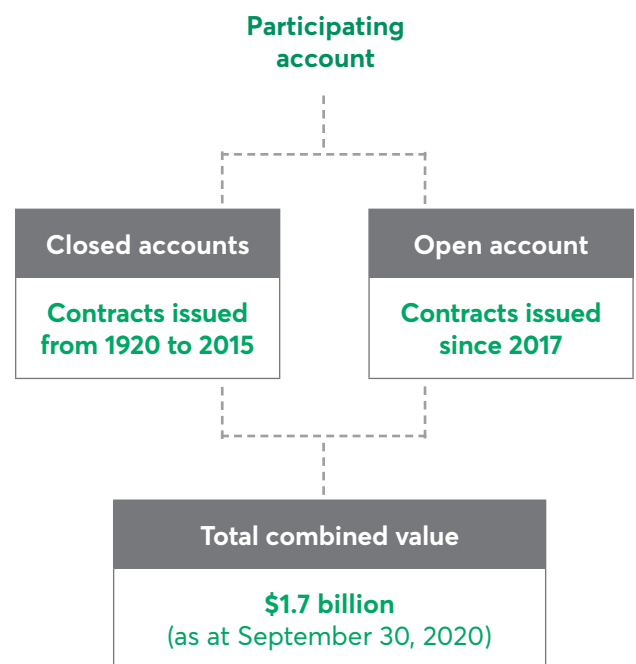 Participating
account
Closed accounts
Contracts issued
from 1920 to 2015
Open account
Contracts issued
since 2017
Total combined value
$1.7 billion
(as at September 30, 2020)